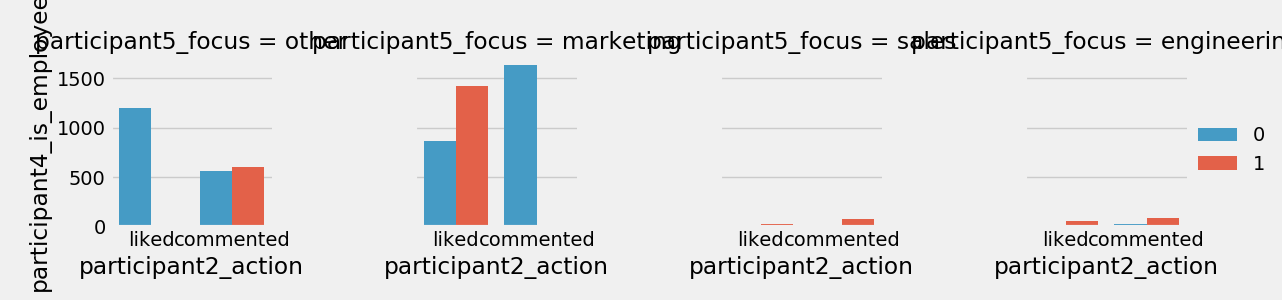 participant5_focus = other
participant5_focus = marketing
participant5_focus = sales
participant5_focus = engineerin
participant4_is_employee
1500
1000
500
0
liked commented
liked commented
liked commented
liked commented
participant2_action
participant2_action
participant2_action
participant2_action
0
1